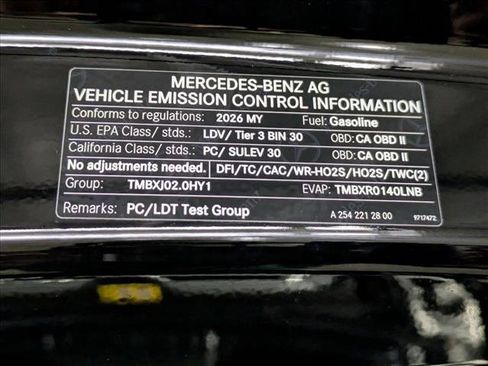 MERCEDES-BENZ AG
VEHICLE EMISSION CONTROL INFORMATION
Conforms to regulations: 2026 MY Fuel: Gasoline
U.S. EPA Class/ stds.: LDV/ Tier 3 BIN 30 OBD: CA OBD II
California Class/ stds.: PC/ SULEV 30 OBD: CA OBD II
No adjustments needed. DFI/TC/CAC/WR-HO2S/HO2S/TWC(2)
Group: TMBXJ02.0HY1 EVAP: TMBXR0140LNB
Remarks: PC/LDT Test Group A 254 221 28 00 9717472